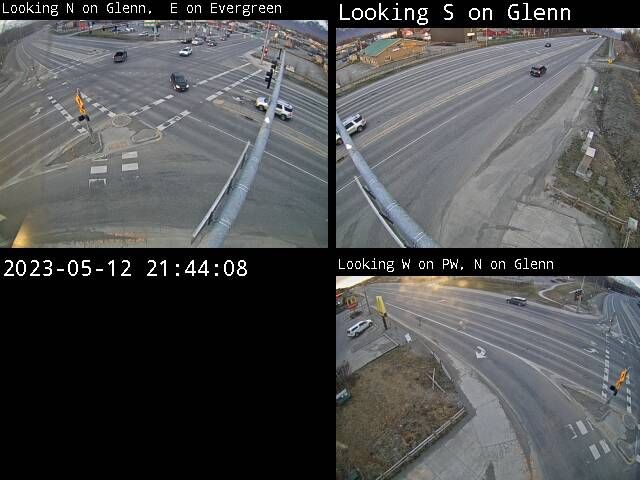 Looking N on Glenn, E on Evergreen
Looking S on Glenn
2023-05-12 21:44:08
Looking W on PW, N on Glenn